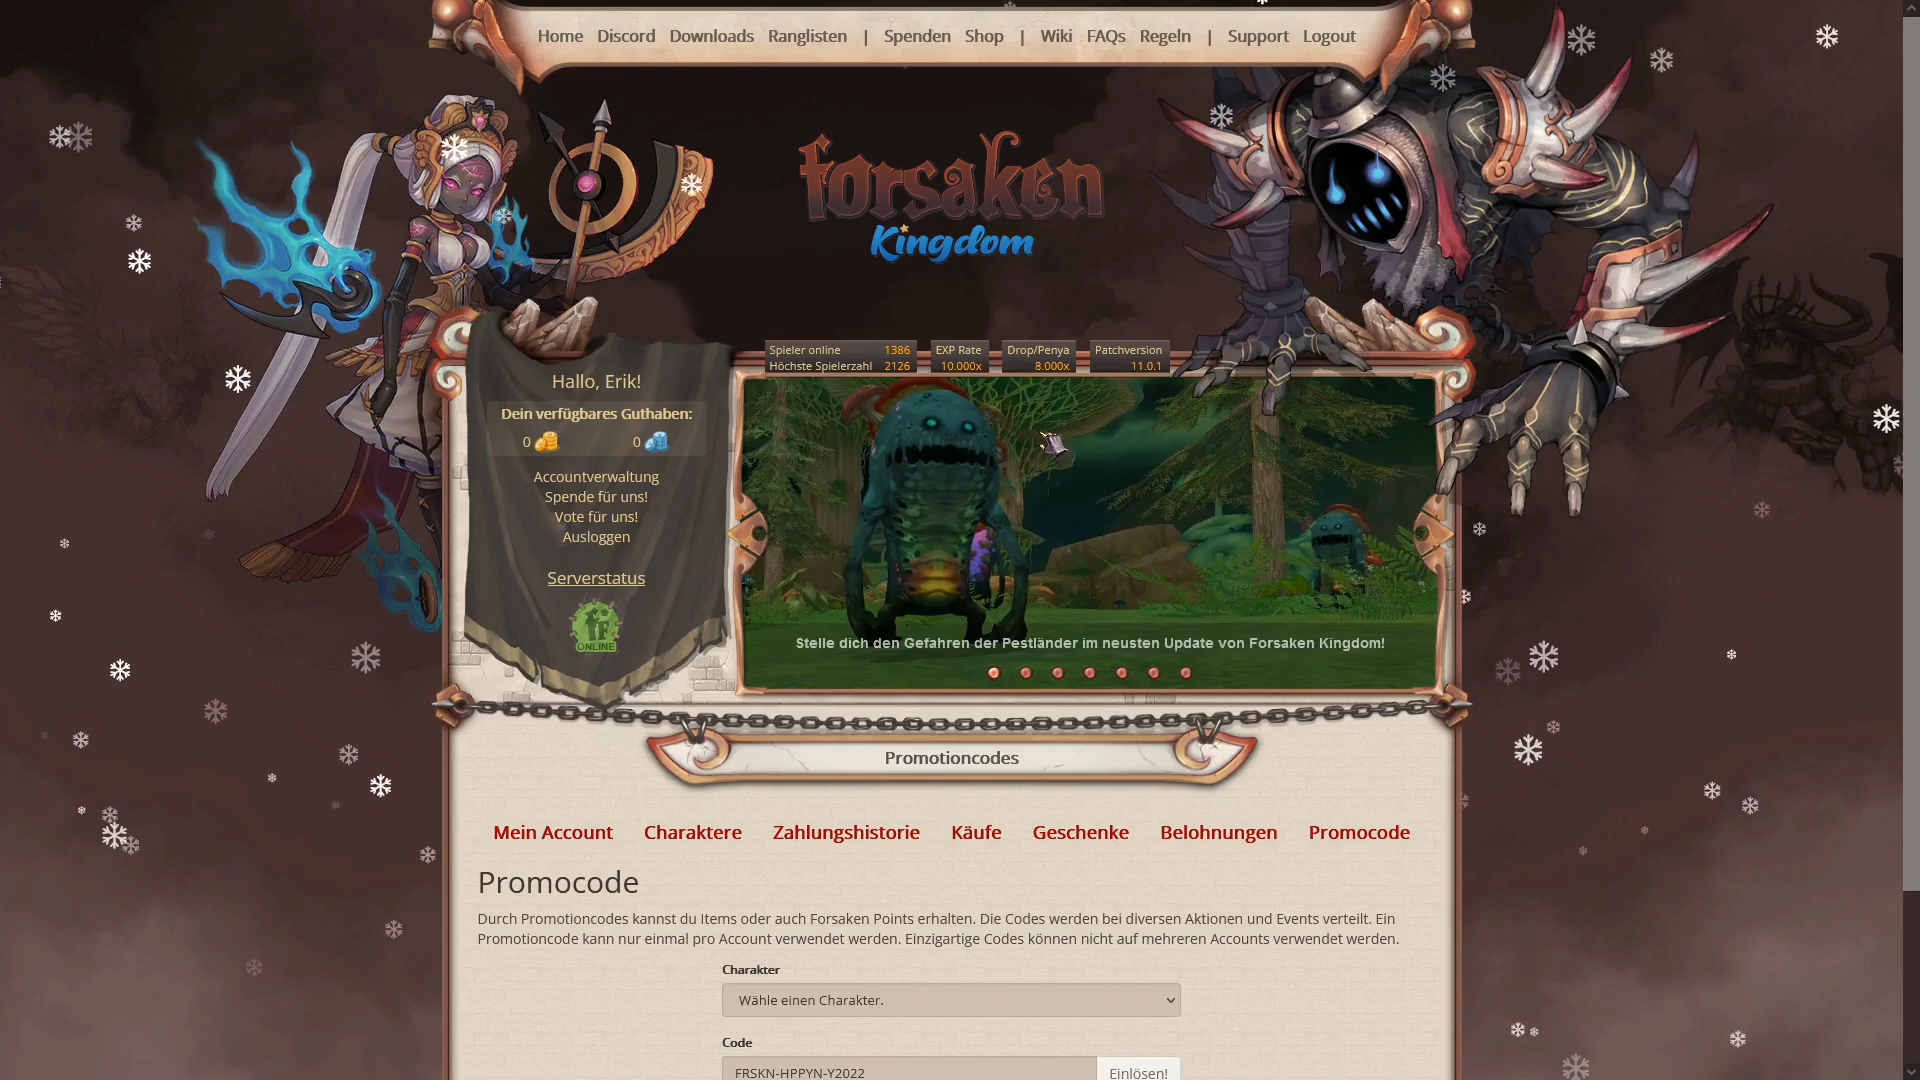 Home Discord Downloads Ranglisten | Spenden Shop | Wiki FAQs Regeln | Support Logout
forsaken
Kingdom
Spieler online 1386
Höchste Spielerzahl 2126
EXP Rate
10.000x
Drop/Penya
8.000x
Patchversion
11.0.1
Hallo, Erik!
Dein verfügbares Guthaben:
0 0
Accountverwaltung
Spende für uns!
Vote für uns!
Ausloggen
Serverstatus
ONLINE
Stelle dich den Gefahren der Pestländer im neusten Update von Forsaken Kingdom!
Promotioncodes
Mein Account Charaktere Zahlungshistorie Käufe Geschenke Belohnungen Promocode
Promocode
Durch Promotioncodes kannst du Items oder auch Forsaken Points erhalten. Die Codes werden bei diversen Aktionen und Events verteilt. Ein
Promotioncode kann nur einmal pro Account verwendet werden. Einzigartige Codes können nicht auf mehreren Accounts verwendet werden.
Charakter
Wähle einen Charakter.
Code
FRSKN-HPPYN-Y2022 Einlösen!